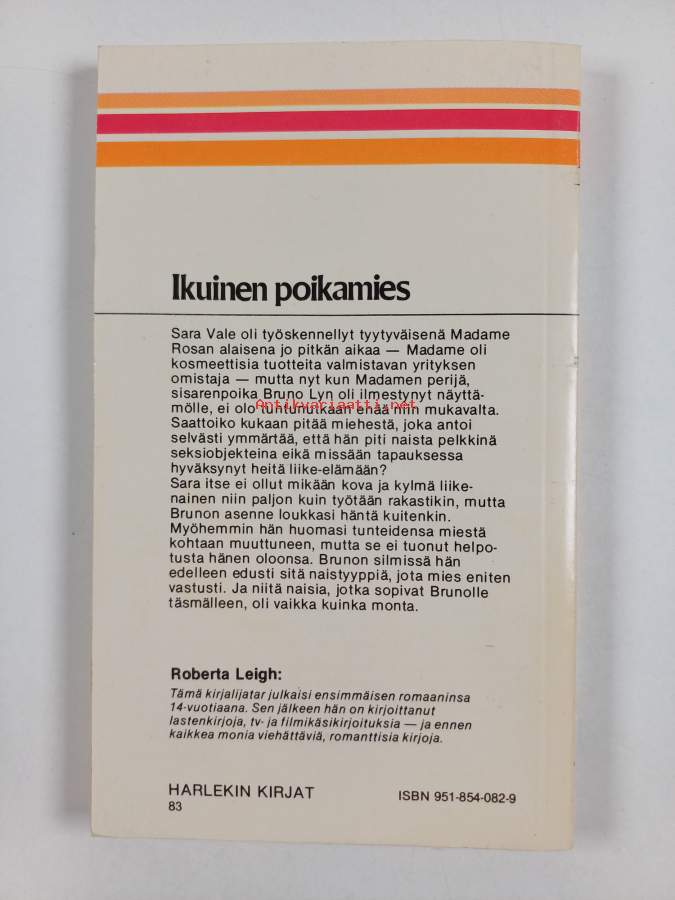 Ikuinen poikamies
Sara Vale oli työskennellyt tyytyväisenä Madame
Rosan alaisena jo pitkän aikaa — Madame oli
kosmeettisia tuotteita valmistavan yrityksen
omistaja — mutta nyt kun Madamen perijä,
sisarenpoika Bruno Lyn oli ilmestynyt näyttä-
mölle, ei olo tuntunutkaan enää niin mukavalta.
Antikvariaatti.net
Saattoiko kukaan pitää miehestä, joka antoi
selvästi ymmärtää, että hän piti naista pelkkinä
seksiobjekteina eikä missään tapauksessa
hyväksynyt heitä liike-elämään?
Sara itse ei ollut mikään kova ja kylmä liike-
nainen niin paljon kuin työtään rakastikin, mutta
Brunon asenne loukkasi häntä kuitenkin.
Myöhemmin hän huomasi tunteidensa miestä
kohtaan muuttuneen, mutta se ei tuonut helpo-
tusta hänen oloonsa. Brunon silmissä hän
edelleen edusti sitä naistyyppiä, jota mies eniten
vastusti. Ja niitä naisia, jotka sopivat Brunolle
täsmälleen, oli vaikka kuinka monta.
Roberta Leigh:
Tämä kirjalijatar julkaisi ensimmäisen romaaninsa
14-vuotiaana. Sen jälkeen hän on kirjoittanut
lastenkirjoja, tv- ja filmikäsikirjoituksia — ja ennen
kaikkea monia viehättäviä, romanttisia kirjoja.
HARLEKIN KIRJAT
83
ISBN 951-854-082-9